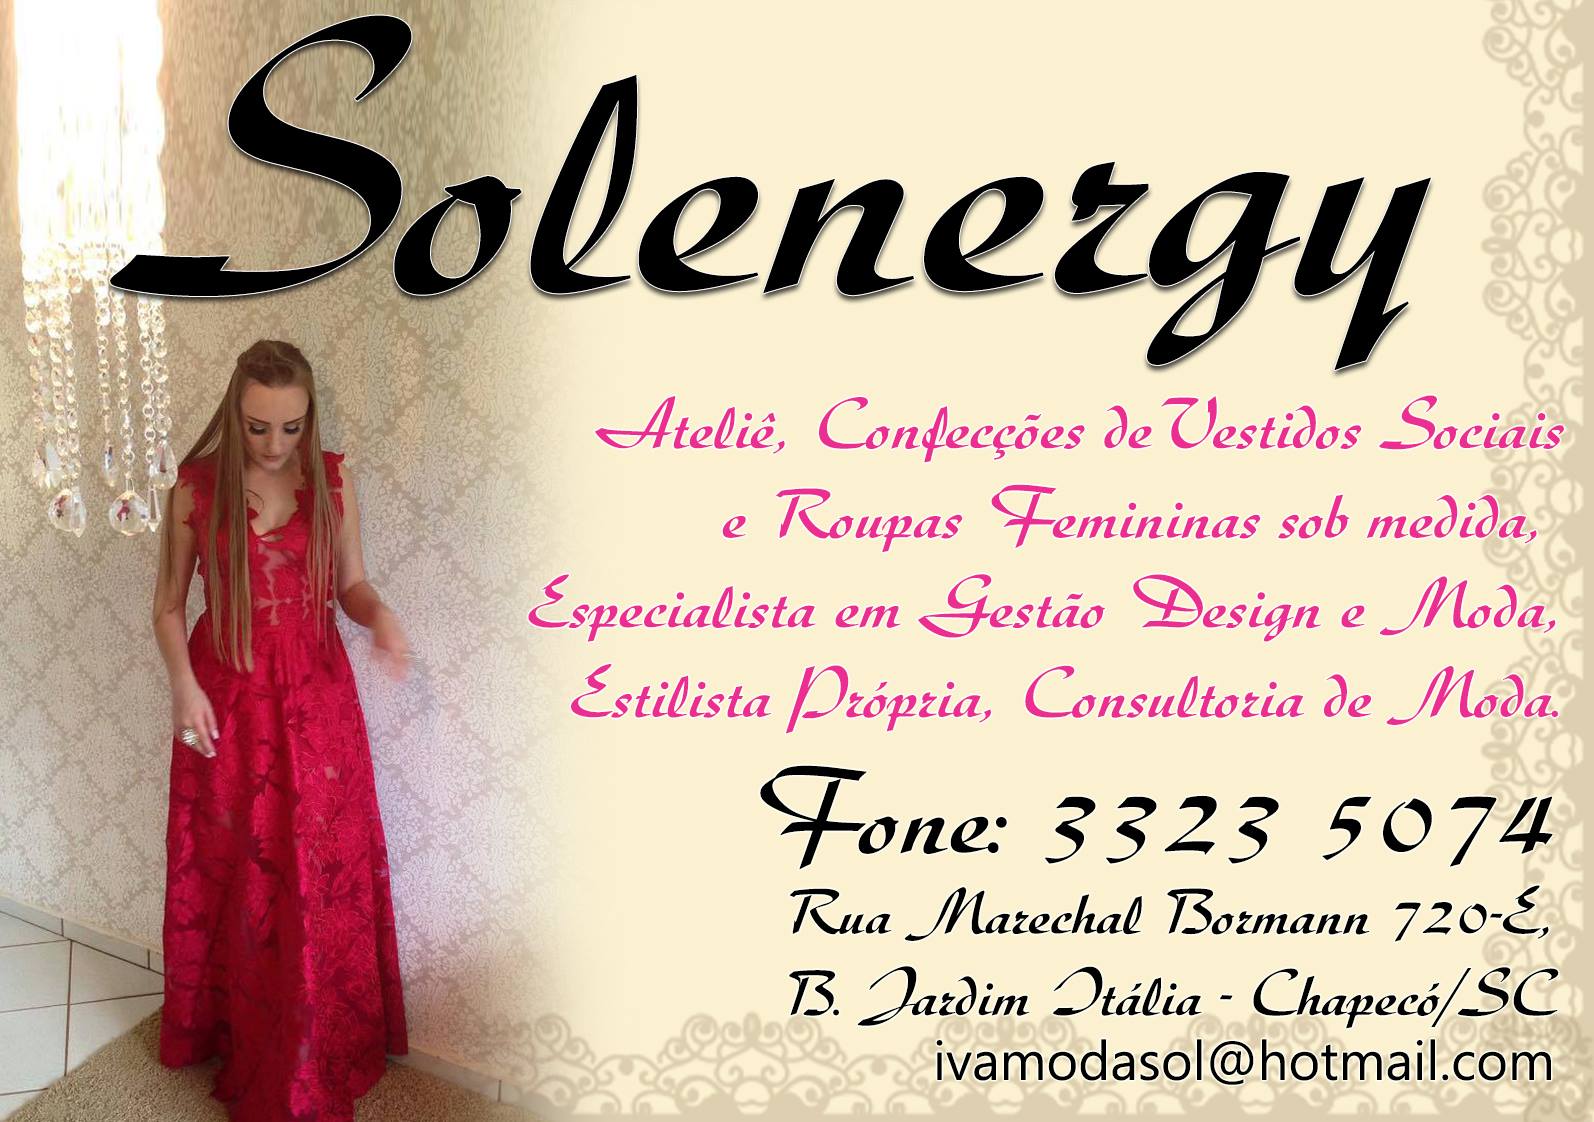 Solenergy
Ateliê, Confecções de Vestidos Sociais
e Roupas Femininas sob medida,
Especialista em Gestão Design e Moda,
Estilista Própria, Consultoria de Moda.
Fone: 3323 5074
Rua Marechal Bormann 720-E,
B. Jardim Itália - Chapecó/SC
ivamodasol@hotmail.com